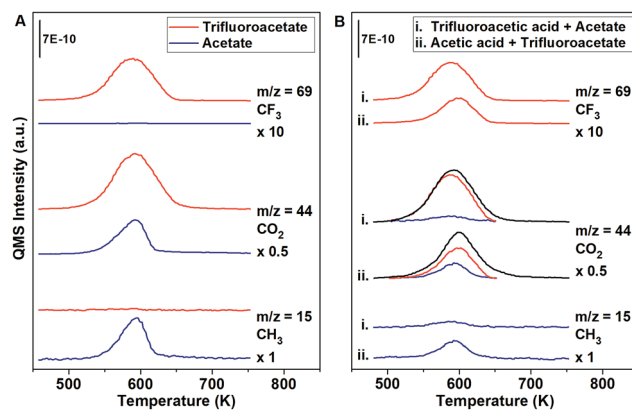 A
7E-10
Trifluoroacetate
Acetate
m/z = 69
CF3
x 10
m/z = 44
CO2
x 0.5
m/z = 15
CH3
x 1
QMS Intensity (a.u.)
500 600 700 800
Temperature (K)
B
7E-10
i. Trifluoroacetic acid + Acetate
ii. Acetic acid + Trifluoroacetate
i.
m/z = 69
CF3
ii.
x 10
i.
m/z = 44
CO2
ii.
x 0.5
i.
m/z = 15
CH3
ii.
x 1
500 600 700 800
Temperature (K)